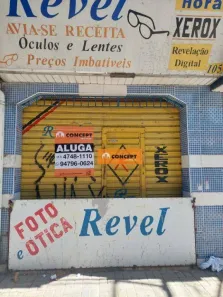 Revel
AVIA-SE RECEITA
Óculos e Lentes
Preços Imbatíveis
Hora
XEROX
Revelação
Digital
105
CONCEPT
ALUGA
4748-1110
94796-0624
CONCEPT
XEROX
R
FOTO
e ÓTICA
Revel